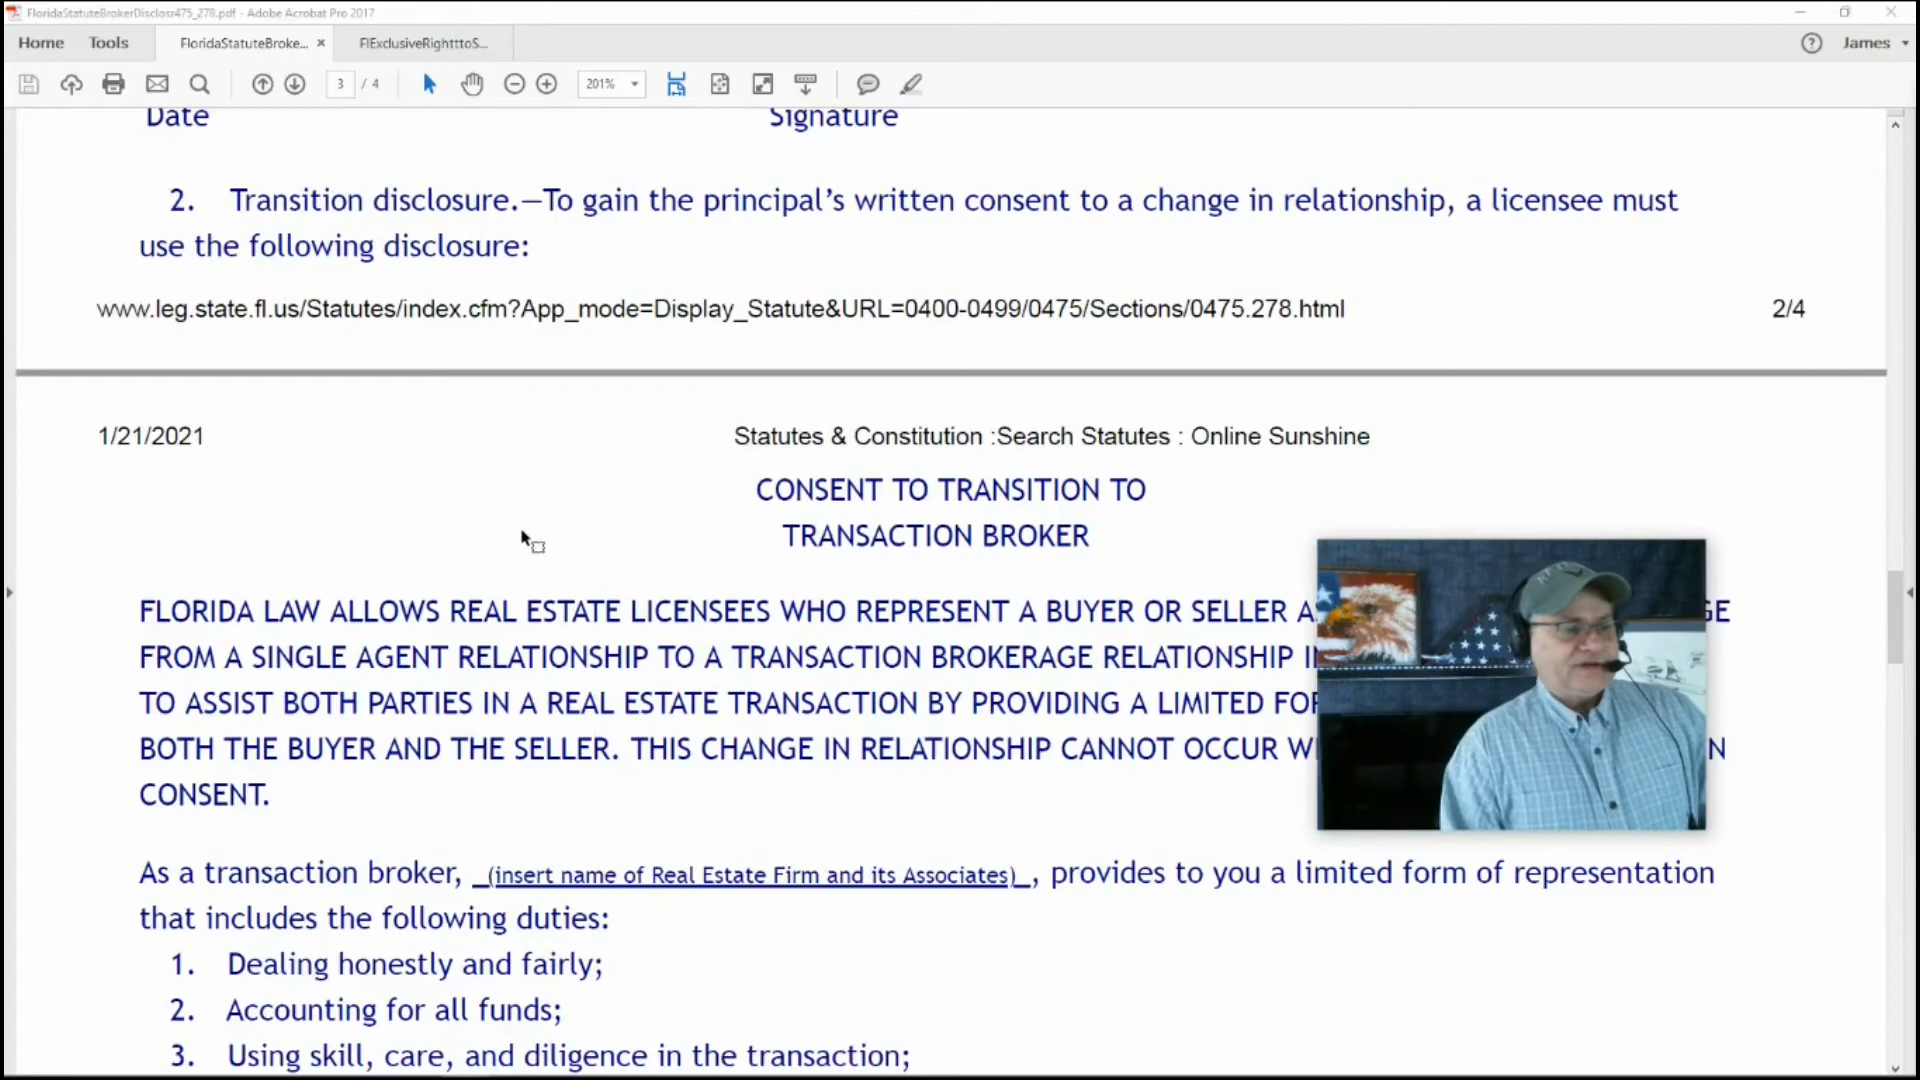 FloridaStatuteBrokerDisclosr475_278.pdf - Adobe Acrobat Pro 2017
Home Tools FloridaStatuteBroke... × FlExclusiveRightttoS... James
3 / 4 201%
Date Signature
2. Transition disclosure.—To gain the principal's written consent to a change in relationship, a licensee must
use the following disclosure:
www.leg.state.fl.us/Statutes/index.cfm?App_mode=Display_Statute&URL=0400-0499/0475/Sections/0475.278.html 2/4
1/21/2021 Statutes & Constitution :Search Statutes : Online Sunshine
CONSENT TO TRANSITION TO
TRANSACTION BROKER
FLORIDA LAW ALLOWS REAL ESTATE LICENSEES WHO REPRESENT A BUYER OR SELLER A GE
FROM A SINGLE AGENT RELATIONSHIP TO A TRANSACTION BROKERAGE RELATIONSHIP IN
TO ASSIST BOTH PARTIES IN A REAL ESTATE TRANSACTION BY PROVIDING A LIMITED FOR
BOTH THE BUYER AND THE SELLER. THIS CHANGE IN RELATIONSHIP CANNOT OCCUR WI N
CONSENT.
As a transaction broker, _(insert name of Real Estate Firm and its Associates)_, provides to you a limited form of representation
that includes the following duties:
1. Dealing honestly and fairly;
2. Accounting for all funds;
3. Using skill, care, and diligence in the transaction;